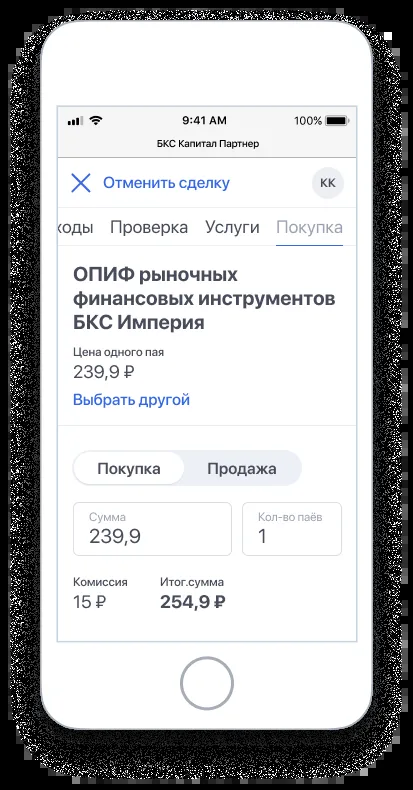 9:41 AM 100%
БКС Капитал Партнер
Отменить сделку КК
ходы Проверка Услуги Покупка
ОПИФ рыночных
финансовых инструментов
БКС Империя
Цена одного пая
239,9 ₽
Выбрать другой
Покупка Продажа
Сумма Кол-во паёв
239,9 1
Комиссия Итог.сумма
15 ₽ 254,9 ₽